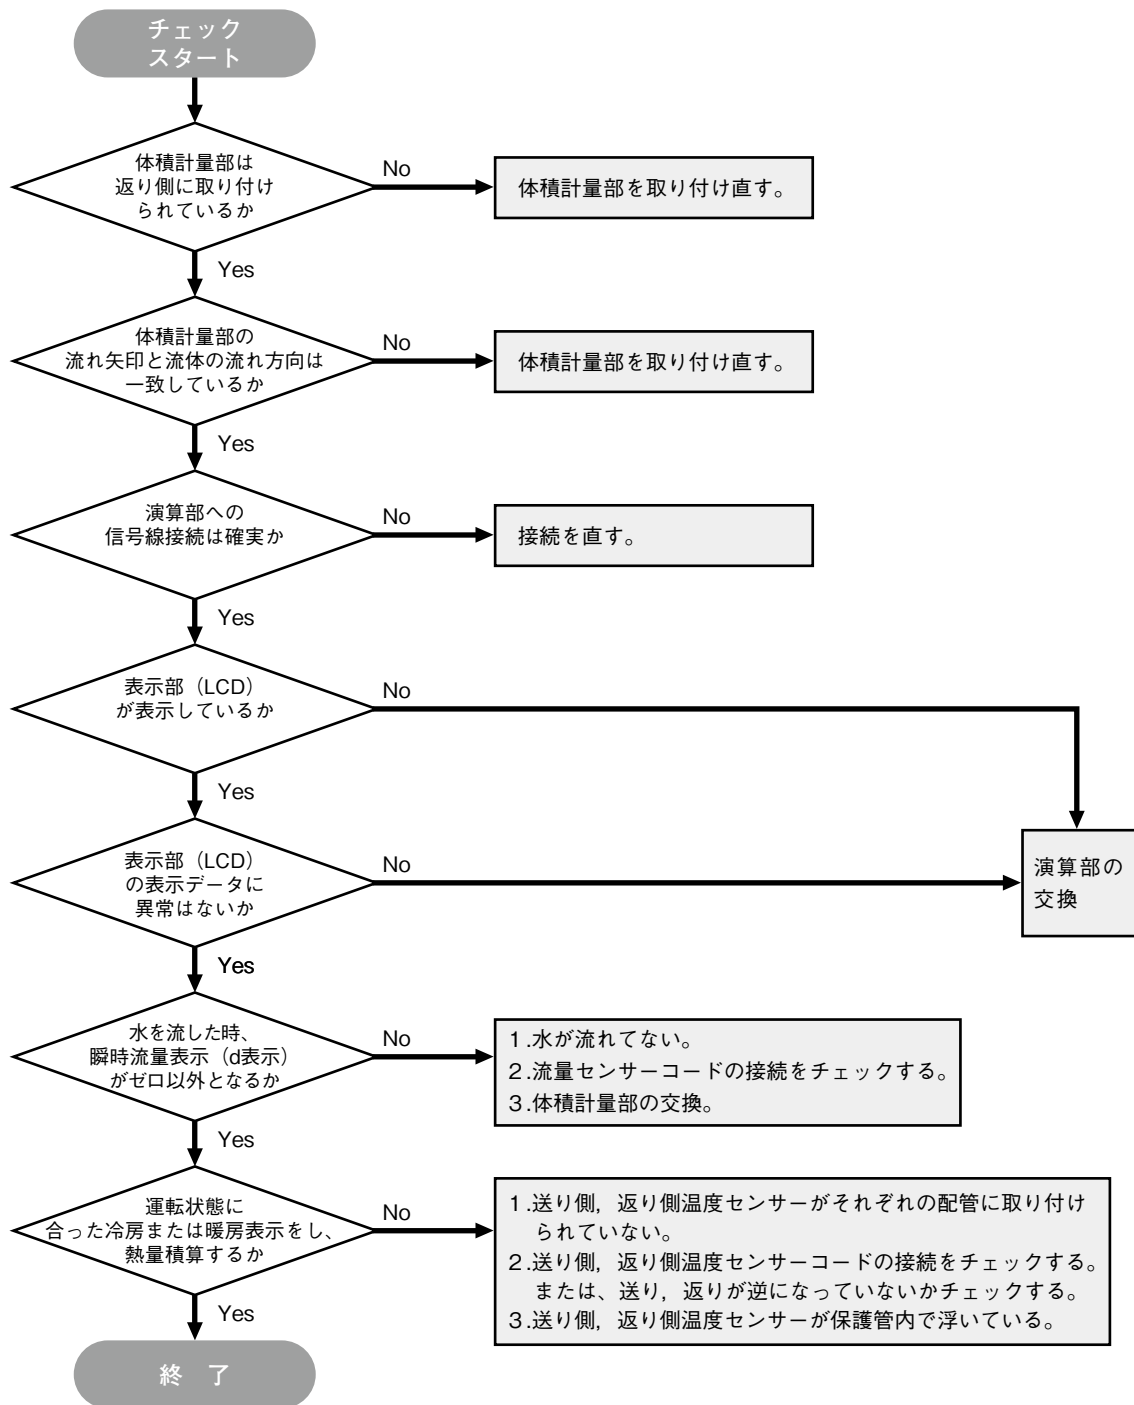 チェック
スタート
体積計量部は
返り側に取り付け
られているか
No
体積計量部を取り付け直す。
Yes
体積計量部の
流れ矢印と流体の流れ方向は
一致しているか
No
体積計量部を取り付け直す。
Yes
演算部への
信号線接続は確実か
No
接続を直す。
Yes
表示部（LCD）
が表示しているか
No
Yes
表示部（LCD）
の表示データに
異常はないか
No
演算部の
交換
Yes
水を流した時、
瞬時流量表示（d表示）
がゼロ以外となるか
No
１.水が流れてない。
２.流量センサーコードの接続をチェックする。
３.体積計量部の交換。
Yes
運転状態に
合った冷房または暖房表示をし、
熱量積算するか
No
１.送り側，返り側温度センサーがそれぞれの配管に取り付け
られていない。
２.送り側，返り側温度センサーコードの接続をチェックする。
または、送り，返りが逆になっていないかチェックする。
３.送り側，返り側温度センサーが保護管内で浮いている。
Yes
終　了